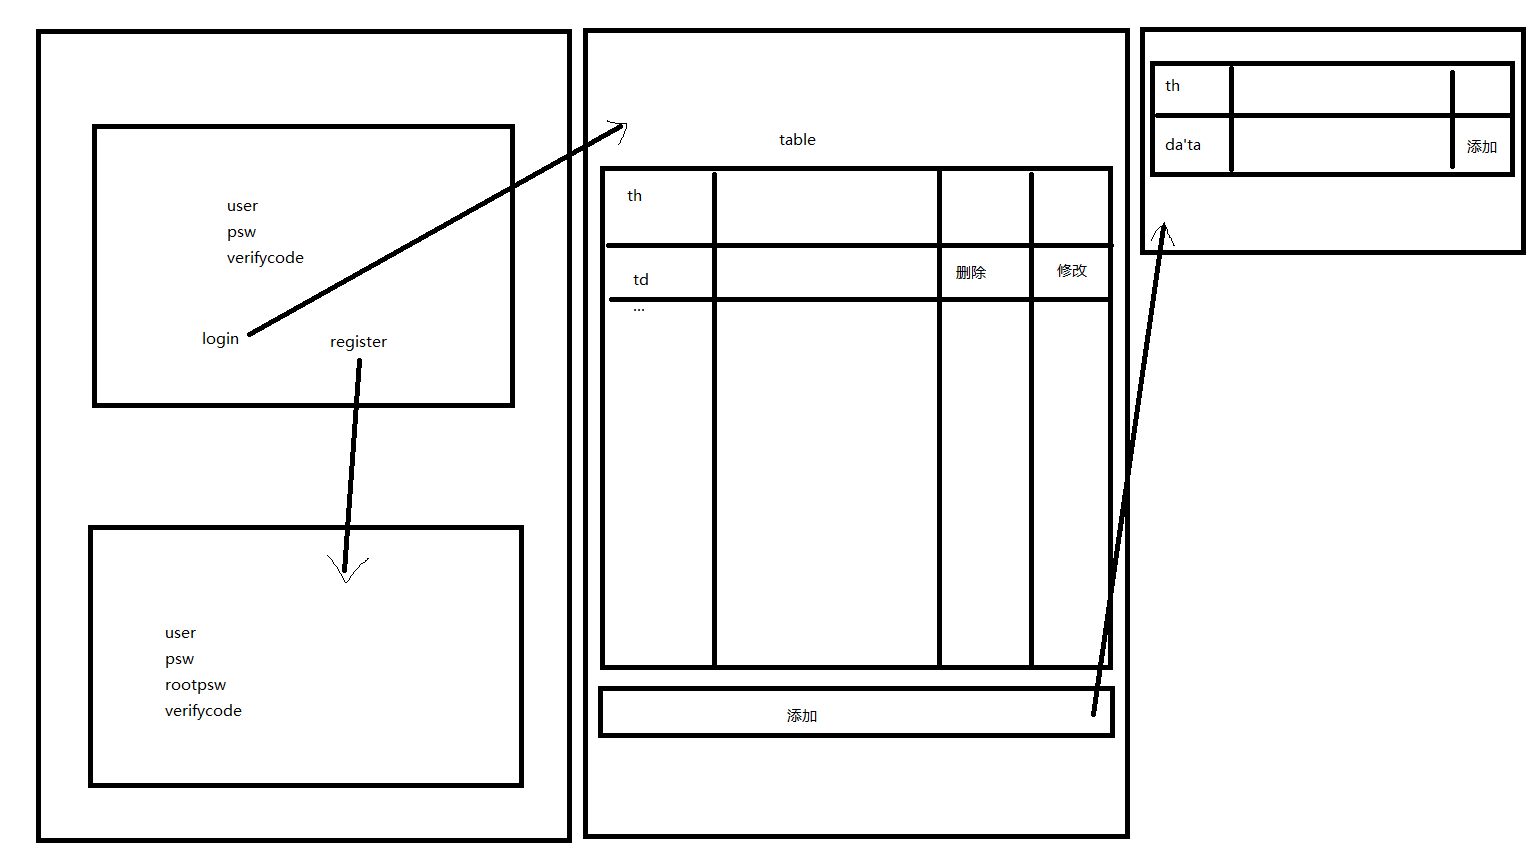 user
psw
verifycode
login
register
user
psw
rootpsw
verifycode
table
th
td
删除
修改
...
添加
th
da'ta
添加